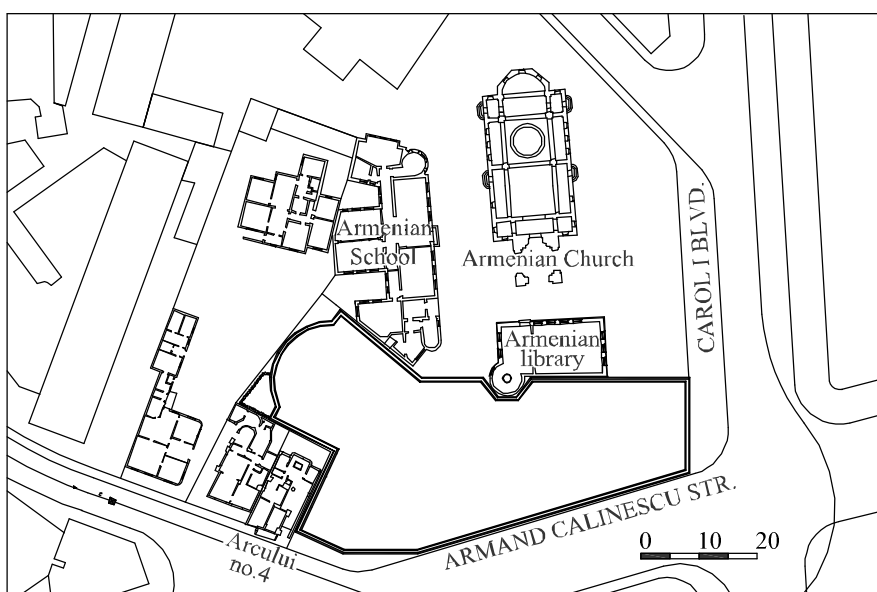 Armenian
School
Armenian Church
CAROL I BLVD.
Armenian
library
ARMAND CALINESCU STR.
Arcului
no.4
0 10 20